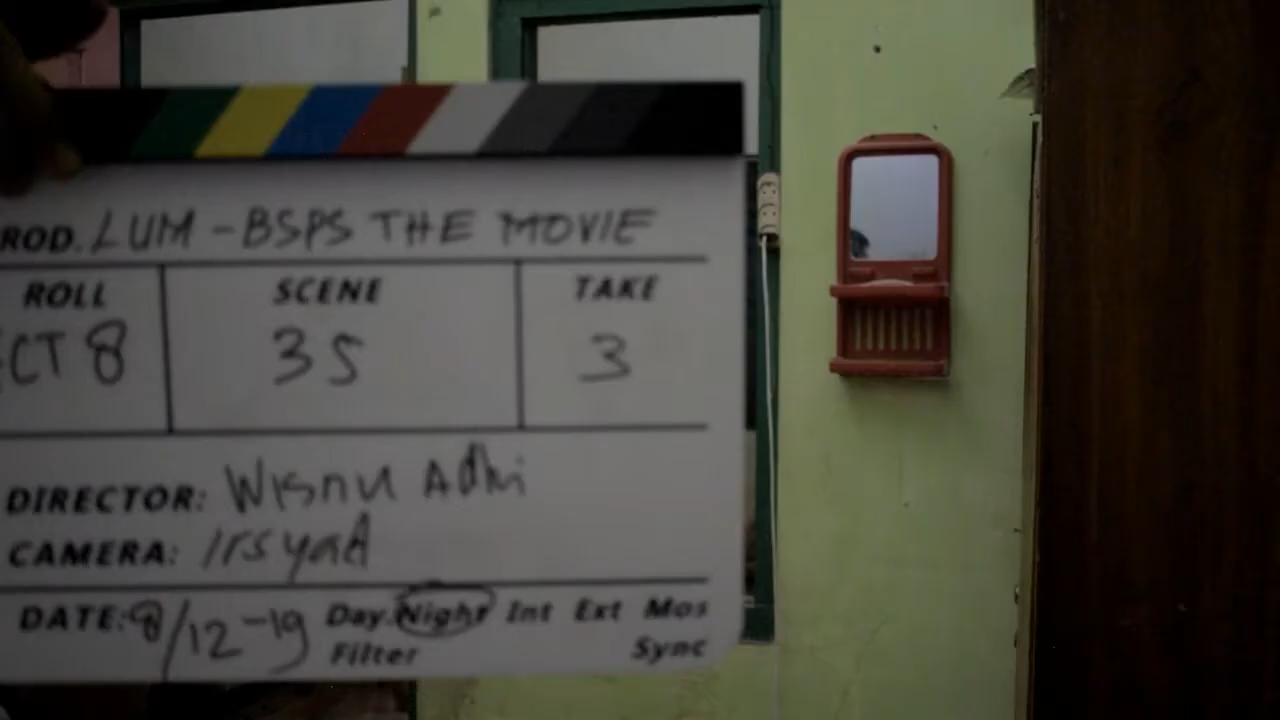 ROD. LUM - BSPS THE MOVIE
ROLL SCENE TAKE
CT 8 35 3
DIRECTOR: Wisnu Adhi
CAMERA: Irsyad
DATE: 8/12-19 Day Night Int Ext Mos
Filter Sync